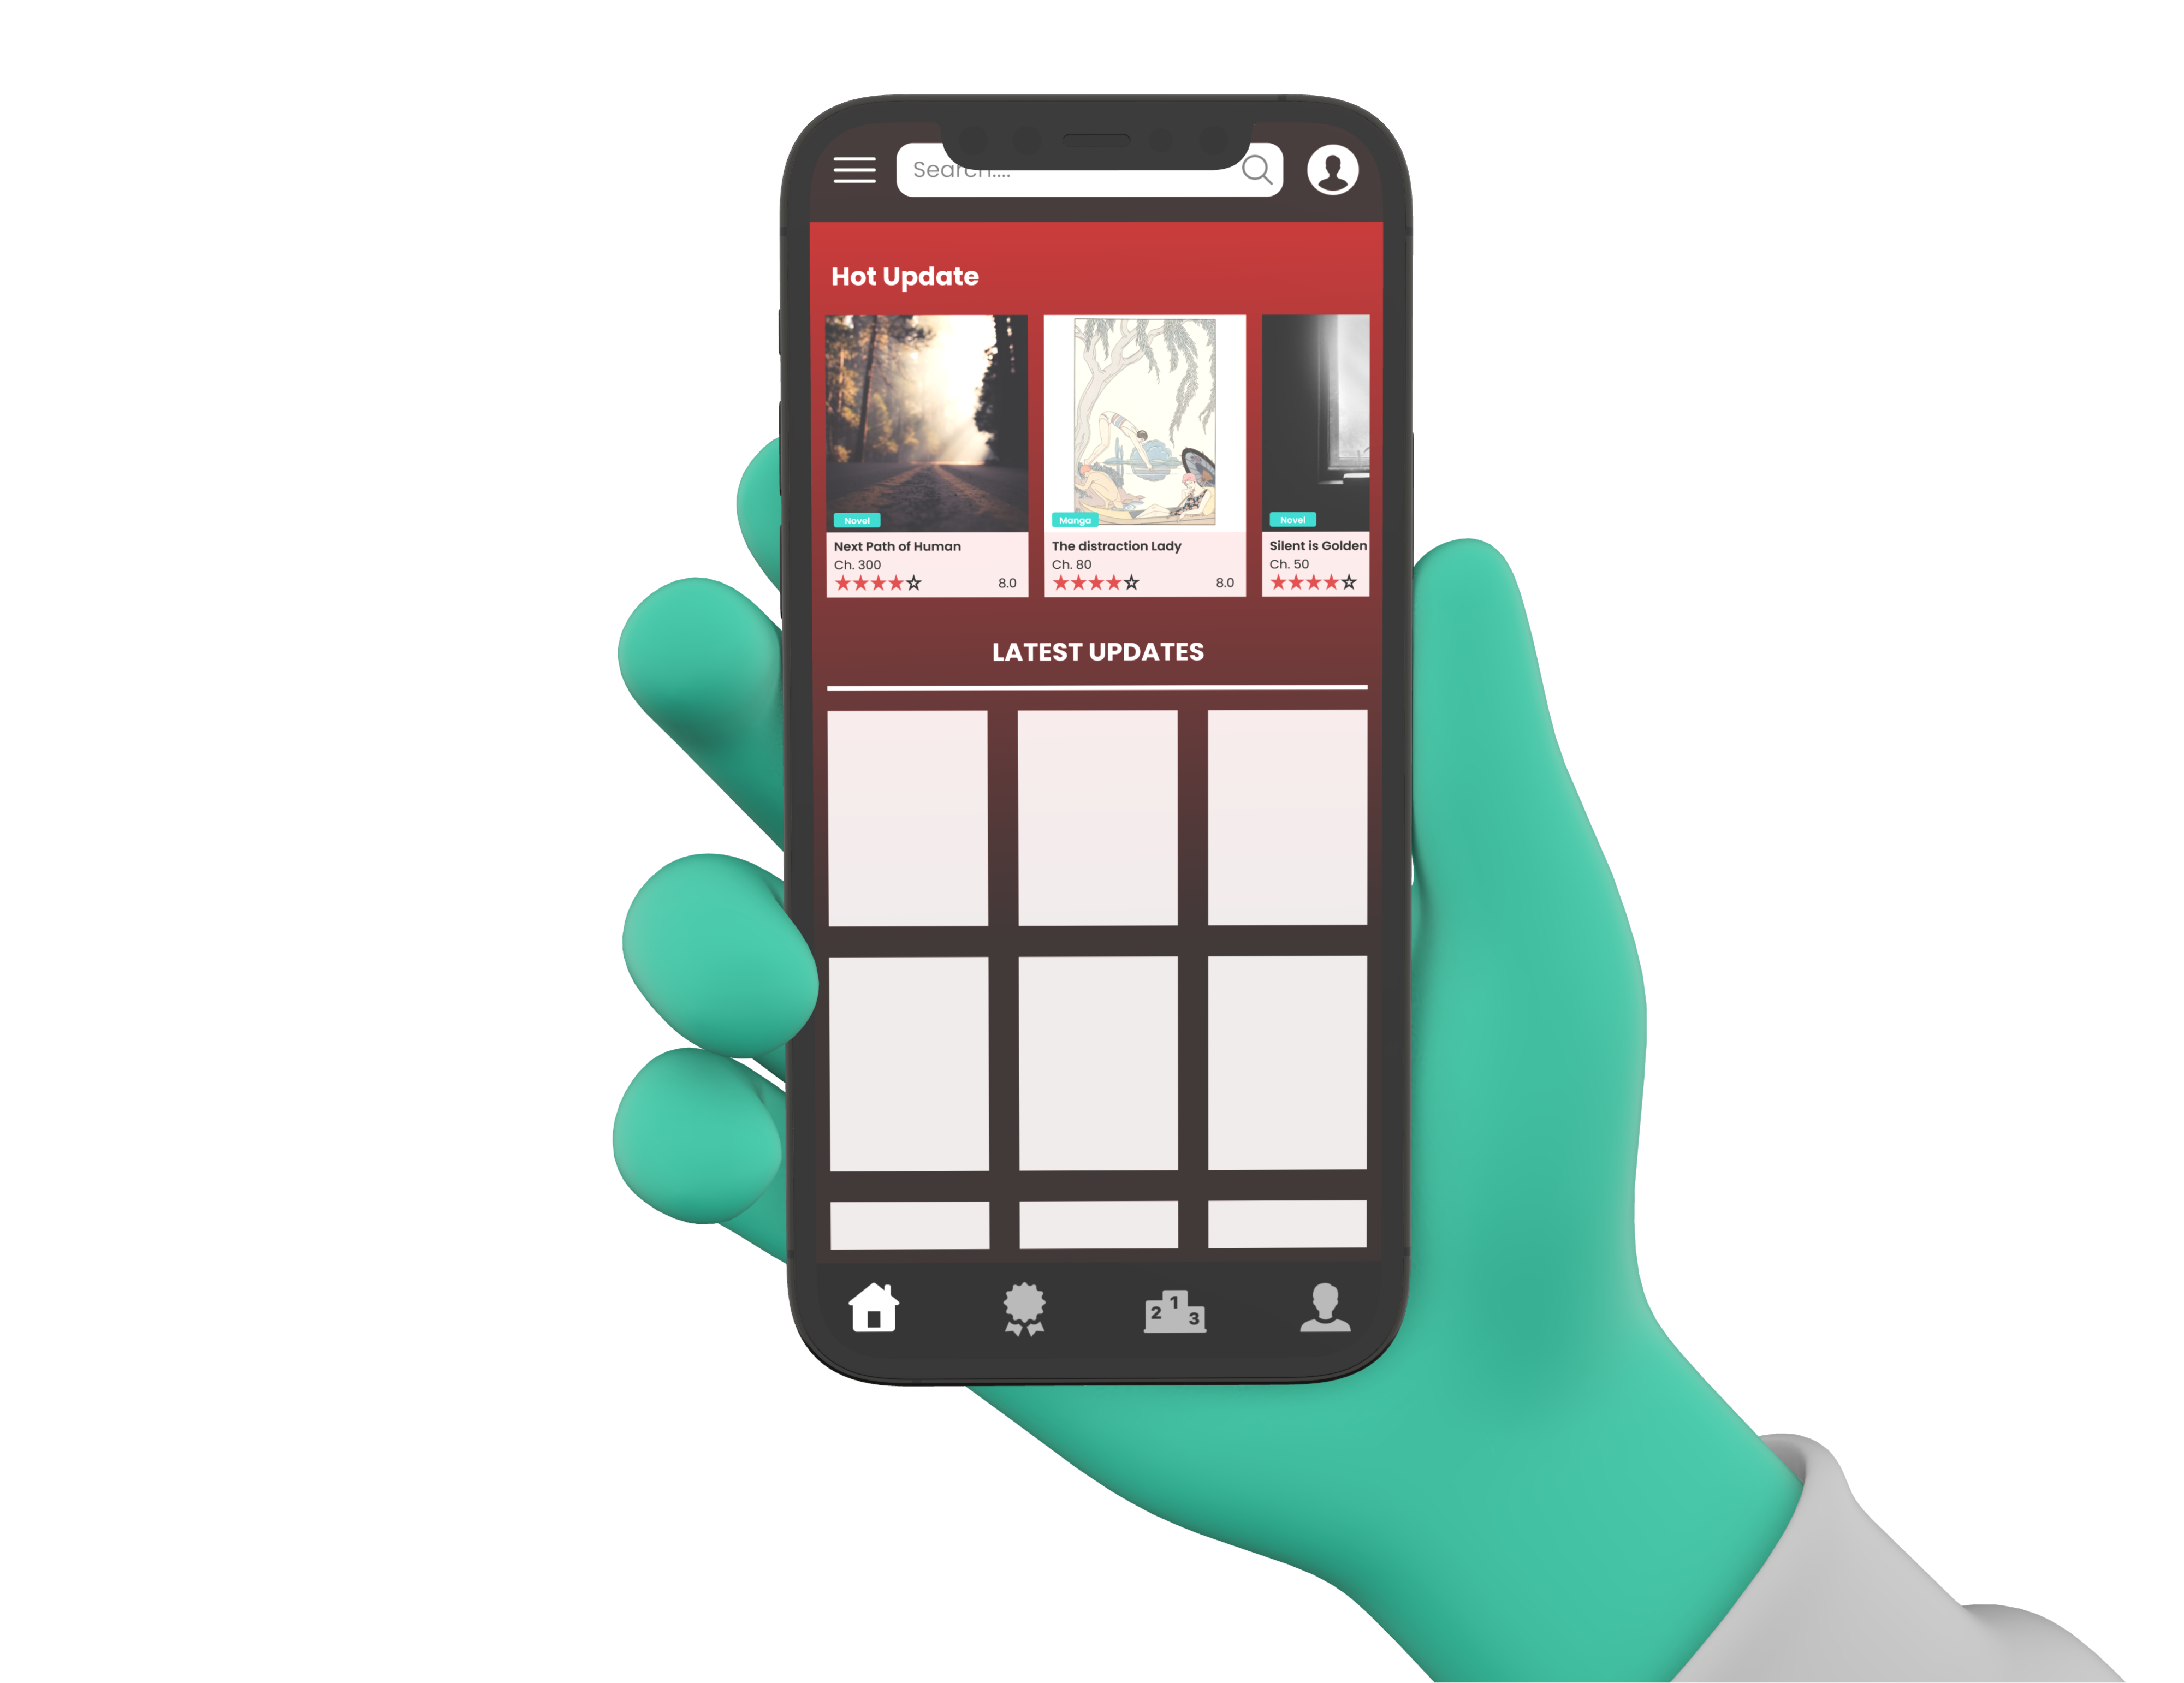 Search....
Hot Update
Novel
Next Path of Human
Ch. 300
8.0
Manga
The distraction Lady
Ch. 80
8.0
Novel
Silent is Golden
Ch. 50
LATEST UPDATES
2 1 3